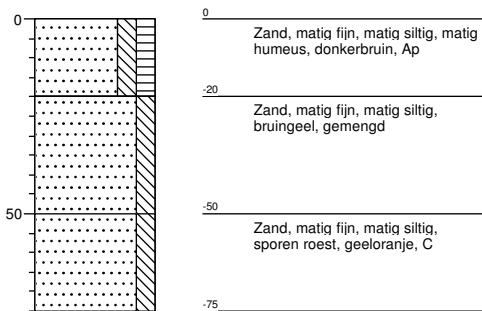 0
50
0
Zand, matig fijn, matig siltig, matig
humeus, donkerbruin, Ap
-20
Zand, matig fijn, matig siltig,
bruingeel, gemengd
-50
Zand, matig fijn, matig siltig,
sporen roest, geeloranje, C
-75